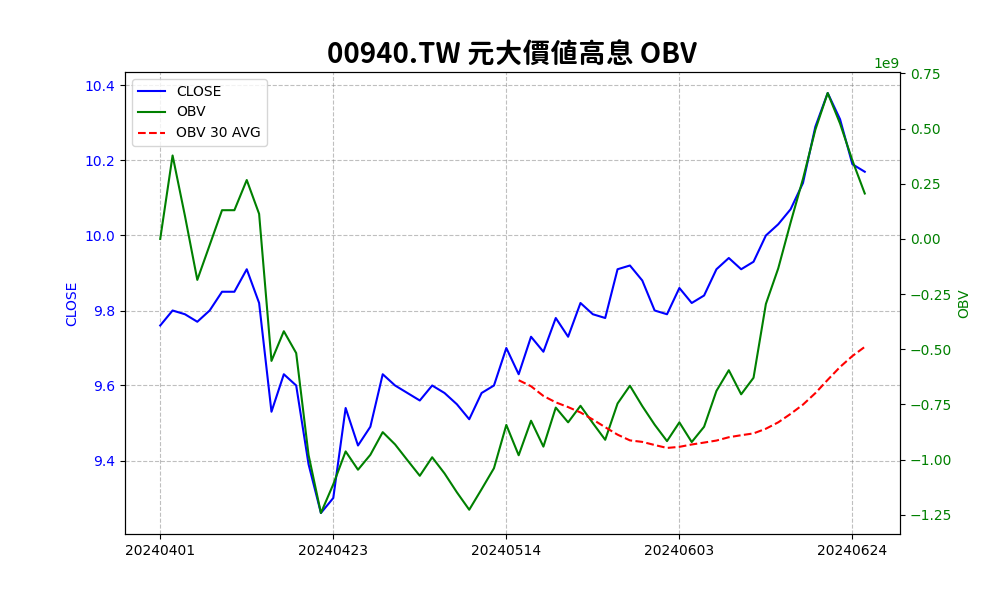 00940.TW 元大價值高息 OBV
1e9
CLOSE
OBV
OBV 30 AVG
10.4
10.2
10.0
9.8
9.6
9.4
CLOSE
0.75
0.50
0.25
0.00
−0.25
−0.50
−0.75
−1.00
−1.25
OBV
20240401
20240423
20240514
20240603
20240624